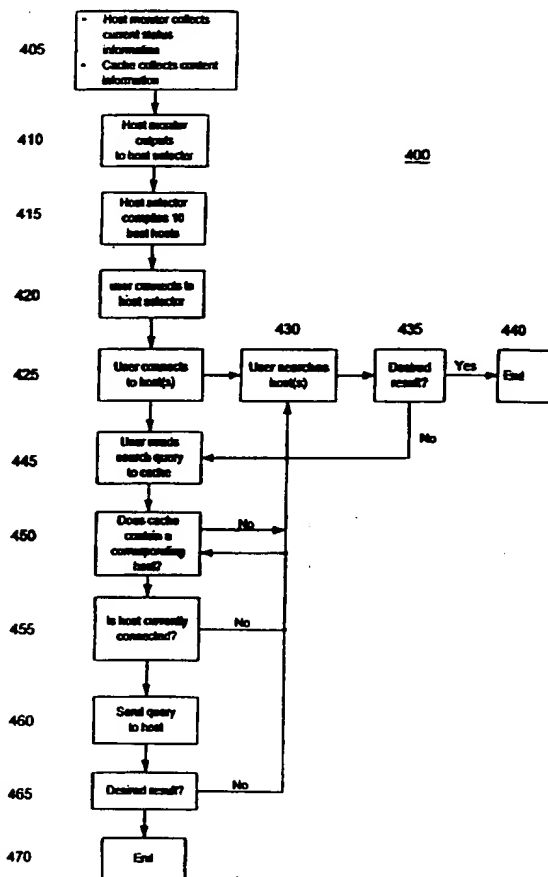 405
- Host monitor collects
current status
information
- Cache collects content
information
410
Host monitor
outputs
to host selector
400
415
Host selector
compiles 10
best hosts
420
user connects to
host selector
430
435
440
425
User connects
to host(s)
User searches
host(s)
Desired
result?
Yes
End
No
445
User sends
search query
to cache
450
Does cache
contain a
corresponding
host?
No
455
Is host currently
connected?
No
460
Send query
to host
465
Desired result?
No
470
End